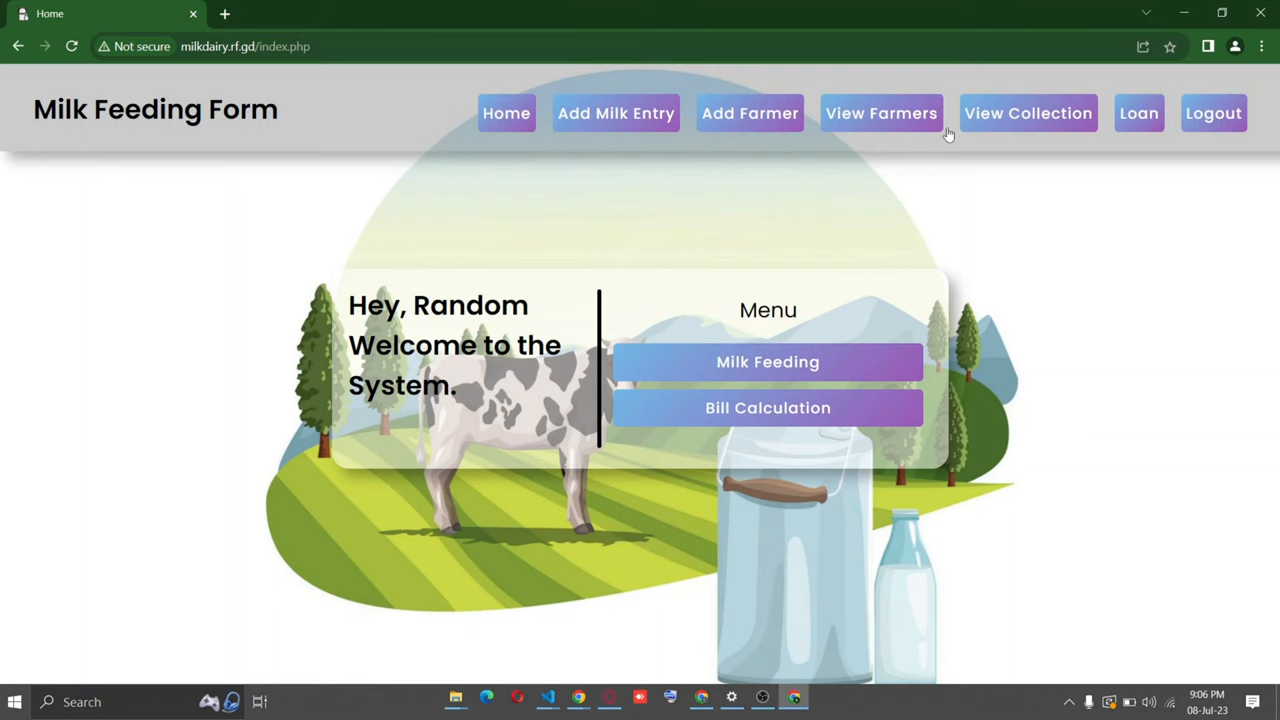 Home
Not secure
milkdairy.rf.gd/index.php
Milk Feeding Form
Home
Add Milk Entry
Add Farmer
View Farmers
View Collection
Loan
Logout
Hey, Random
Welcome to the
System.
Menu
Milk Feeding
Bill Calculation
Search
9:06 PM
08-Jul-23